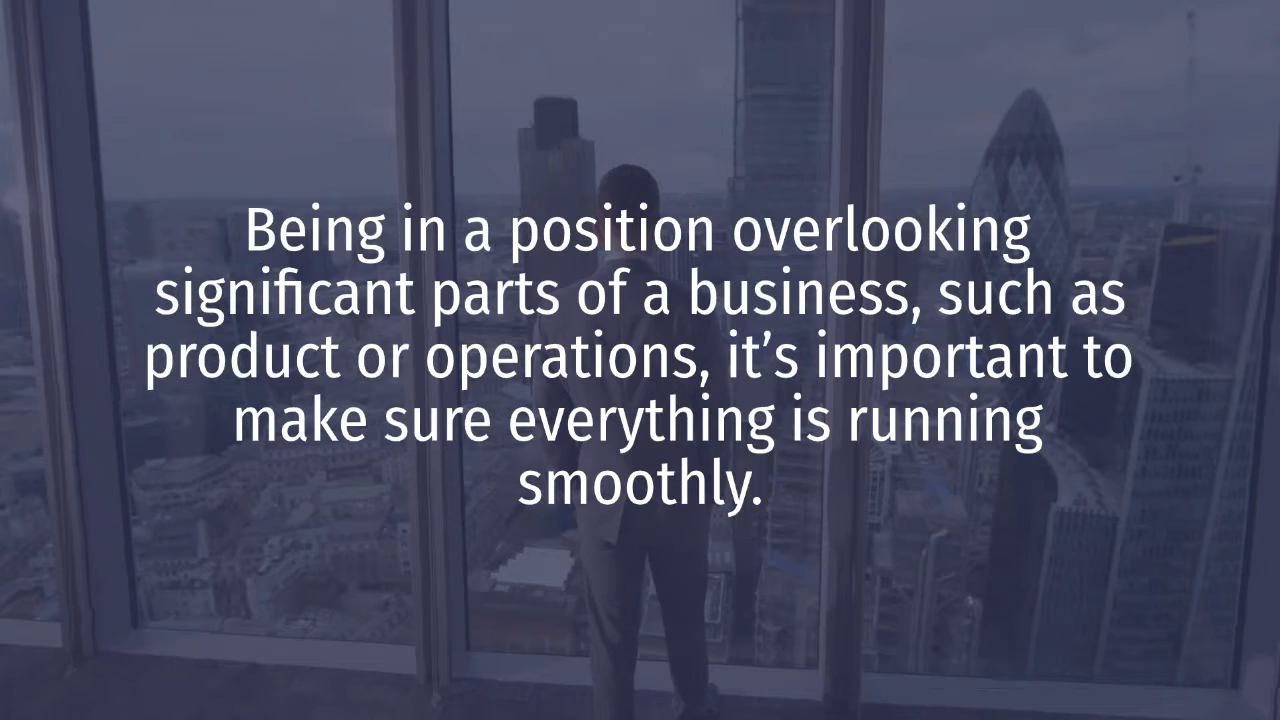 Being in a position overlooking
significant parts of a business, such as
product or operations, it’s important to
make sure everything is running
smoothly.